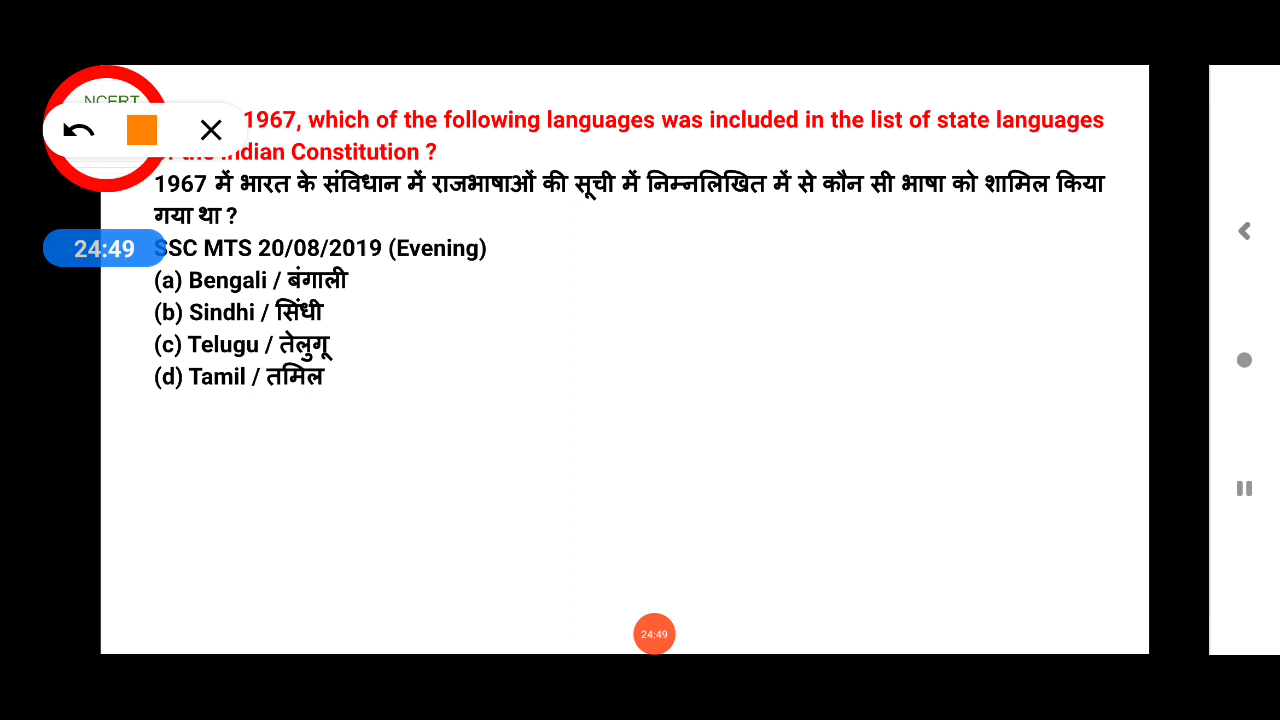 NCERT
1967, which of the following languages was included in the list of state languages
the Indian Constitution ?
1967 में भारत के संविधान में राजभाषाओं की सूची में निम्नलिखित में से कौन सी भाषा को शामिल किया
गया था ?
24:49
SSC MTS 20/08/2019 (Evening)
(a) Bengali / बंगाली
(b) Sindhi / सिंधी
(c) Telugu / तेलुगू
(d) Tamil / तमिल
24:49